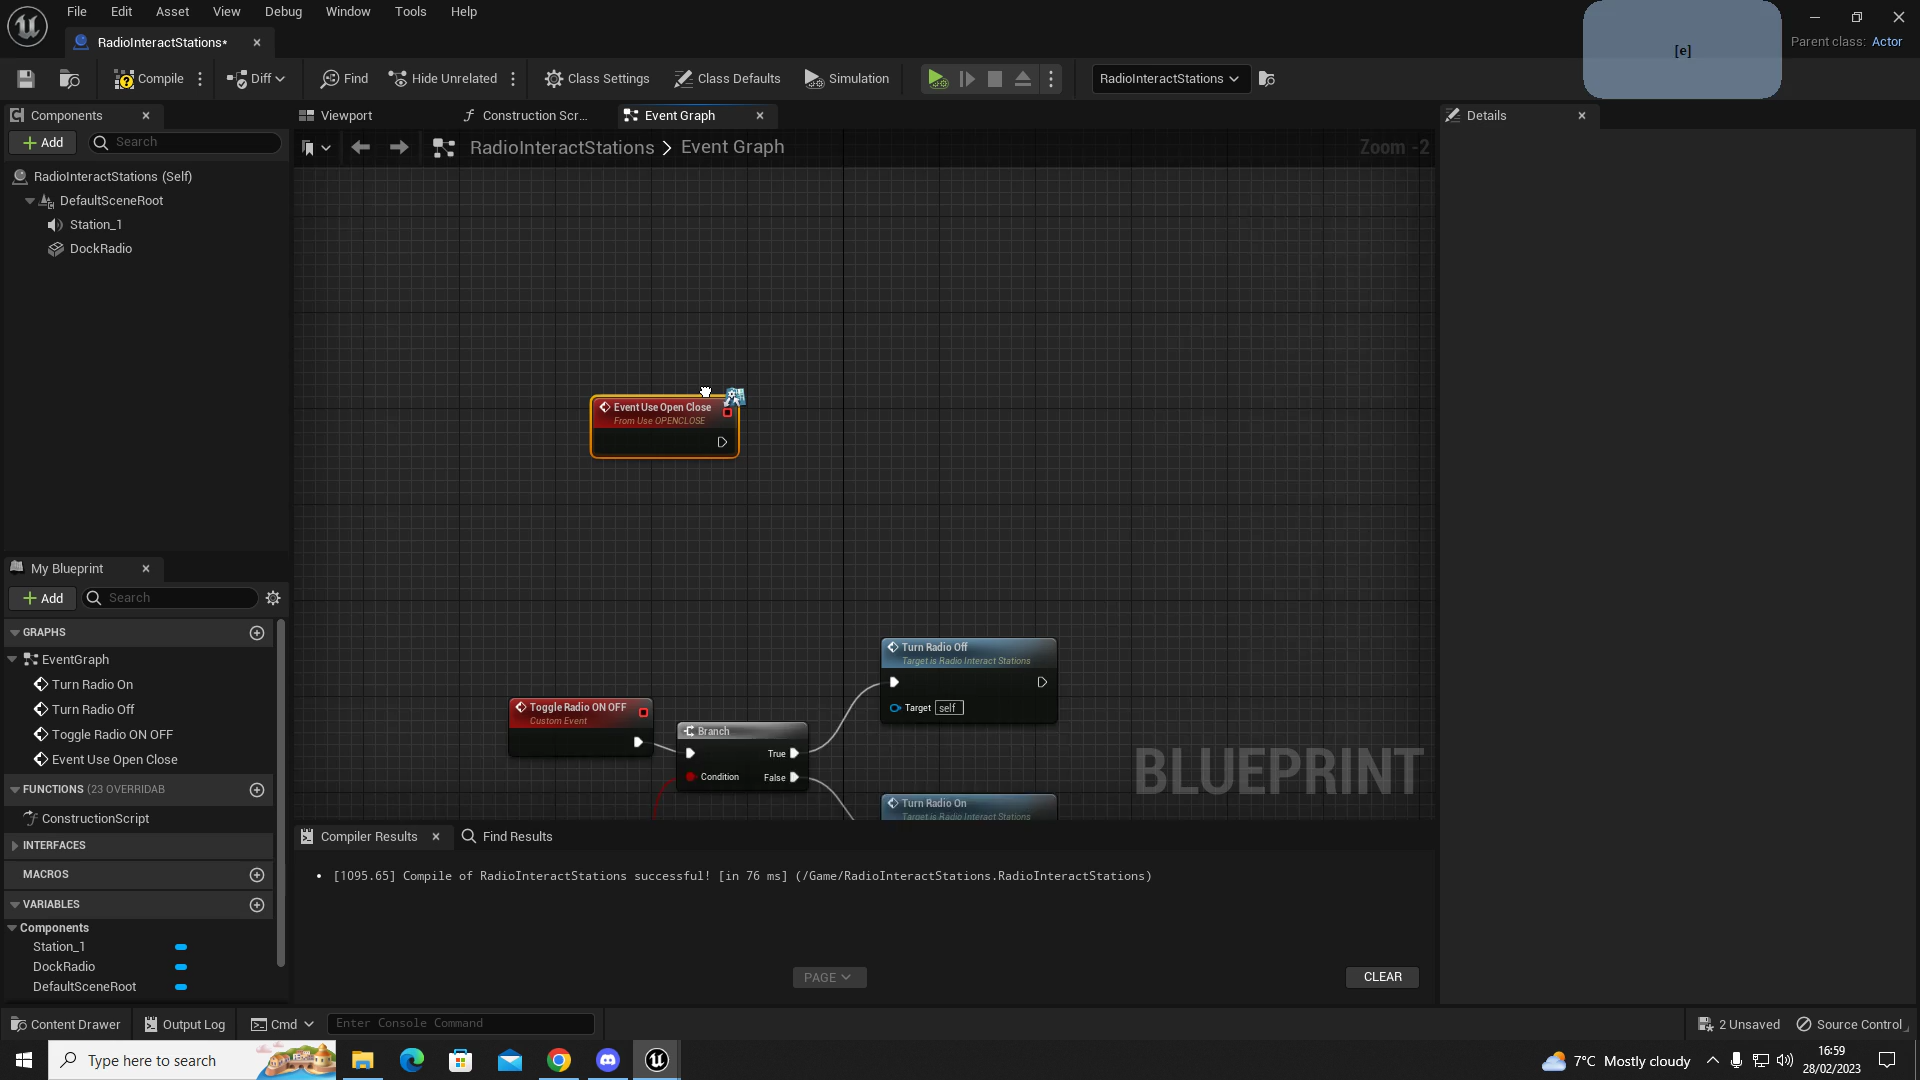 File Edit Asset View Debug Window Tools Help
RadioInteractStations*
[e]
Parent class: Actor
Compile Diff Find Hide Unrelated Class Settings Class Defaults Simulation RadioInteractStations
Components
Viewport Construction Scr... Event Graph
Details
Add Search
RadioInteractStations > Event Graph
Zoom -2
RadioInteractStations (Self)
DefaultSceneRoot
Station_1
DockRadio
Event Use Open Close
From Use OPENCLOSE
My Blueprint
Add Search
GRAPHS
EventGraph
Turn Radio On
Turn Radio Off
Toggle Radio ON OFF
Event Use Open Close
FUNCTIONS (23 OVERRIDAB
ConstructionScript
INTERFACES
MACROS
VARIABLES
Components
Station_1
DockRadio
DefaultSceneRoot
Turn Radio Off
Target is Radio Interact Stations
Target self
Toggle Radio ON OFF
Custom Event
Branch
True
Condition False
Turn Radio On
Target is Radio Interact Stations
BLUEPRINT
Compiler Results Find Results
• [1095.65] Compile of RadioInteractStations successful! [in 76 ms] (/Game/RadioInteractStations.RadioInteractStations)
PAGE
CLEAR
Content Drawer Output Log Cmd Enter Console Command
2 Unsaved Source Control
Type here to search
7°C Mostly cloudy
16:59
28/02/2023